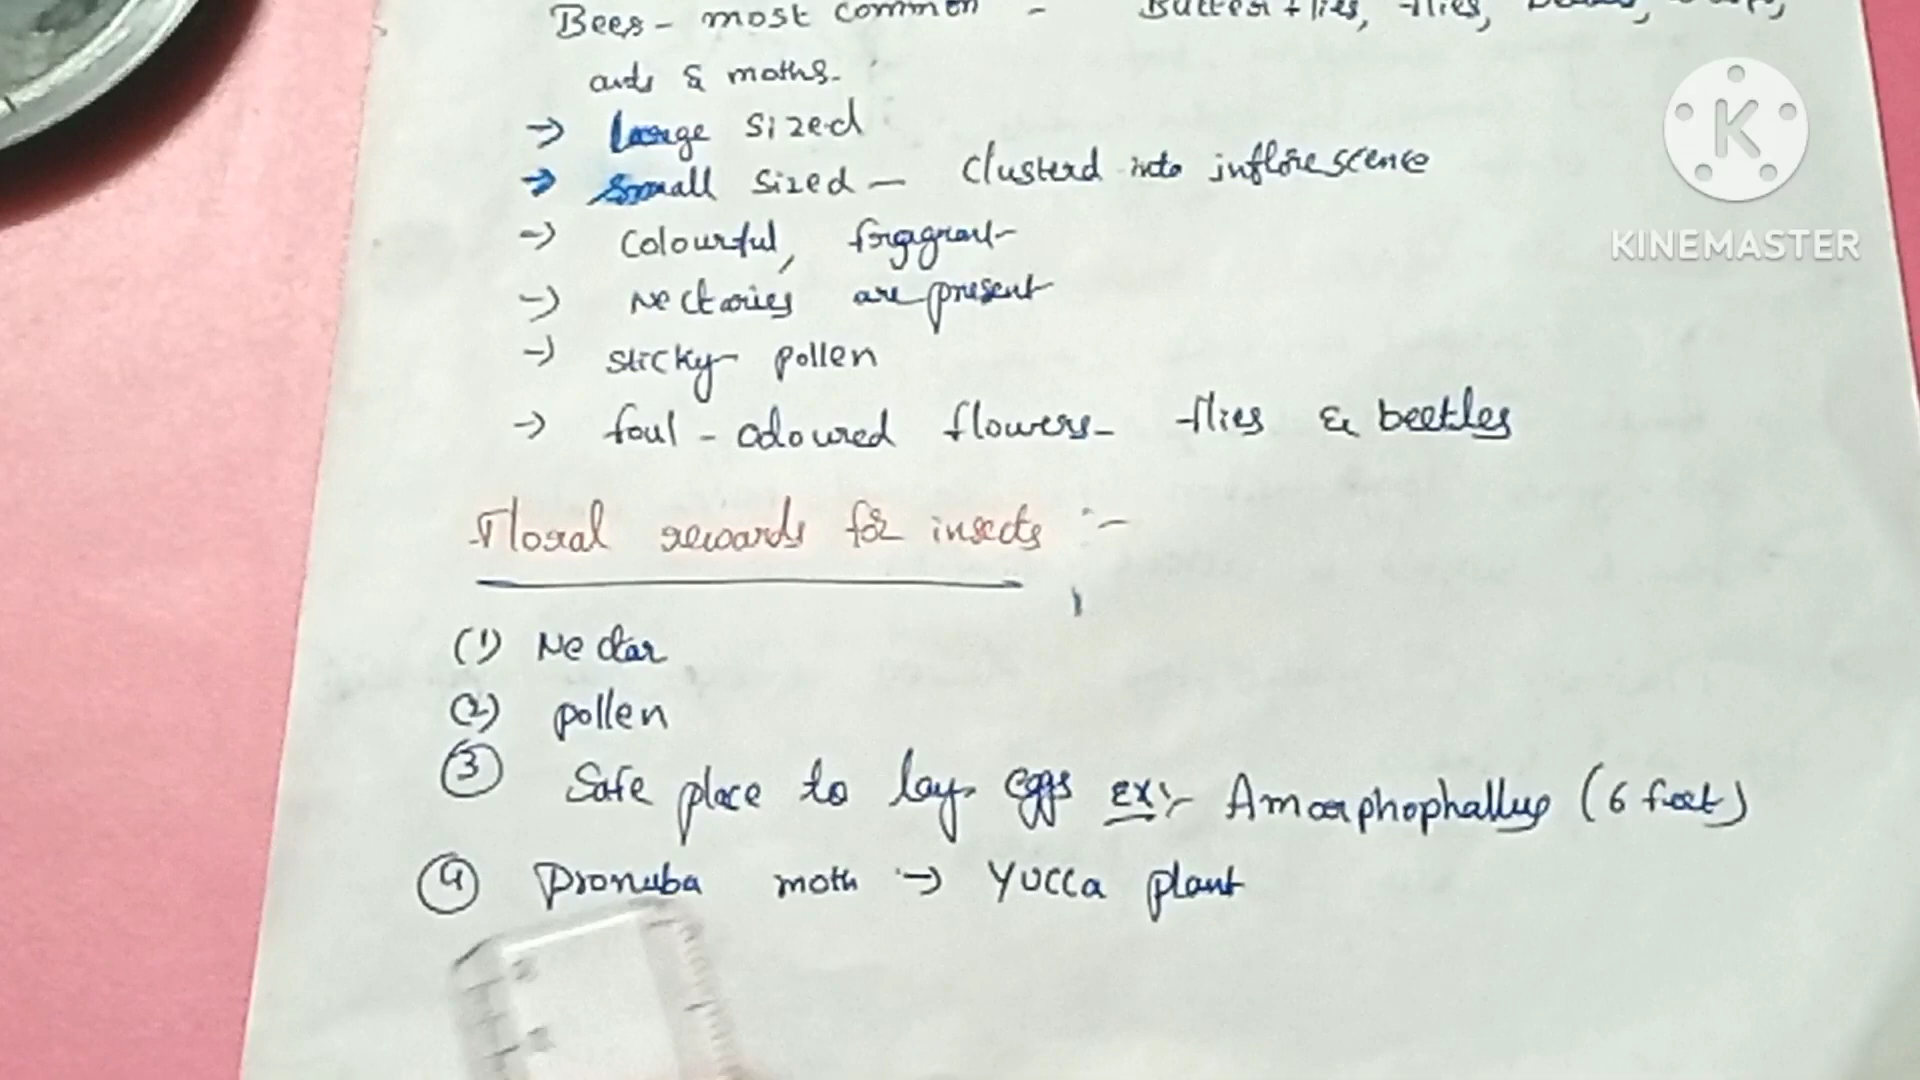 Bees - most common - Butterflies, flies,
ants & moths.
→ large sized
→ small sized - Clusterd into inflorescence
→ Colourful, fragrant
→ Nectaries are present
→ sticky pollen
→ foul-odoured flowers- flies & beetles
Floral rewards for insects :-
(1) Nectar
(2) pollen
③ Safe place to lay eggs Ex:- Amorphophallus (6 feet)
④ Pronuba moth → Yucca plant
K
KINEMASTER